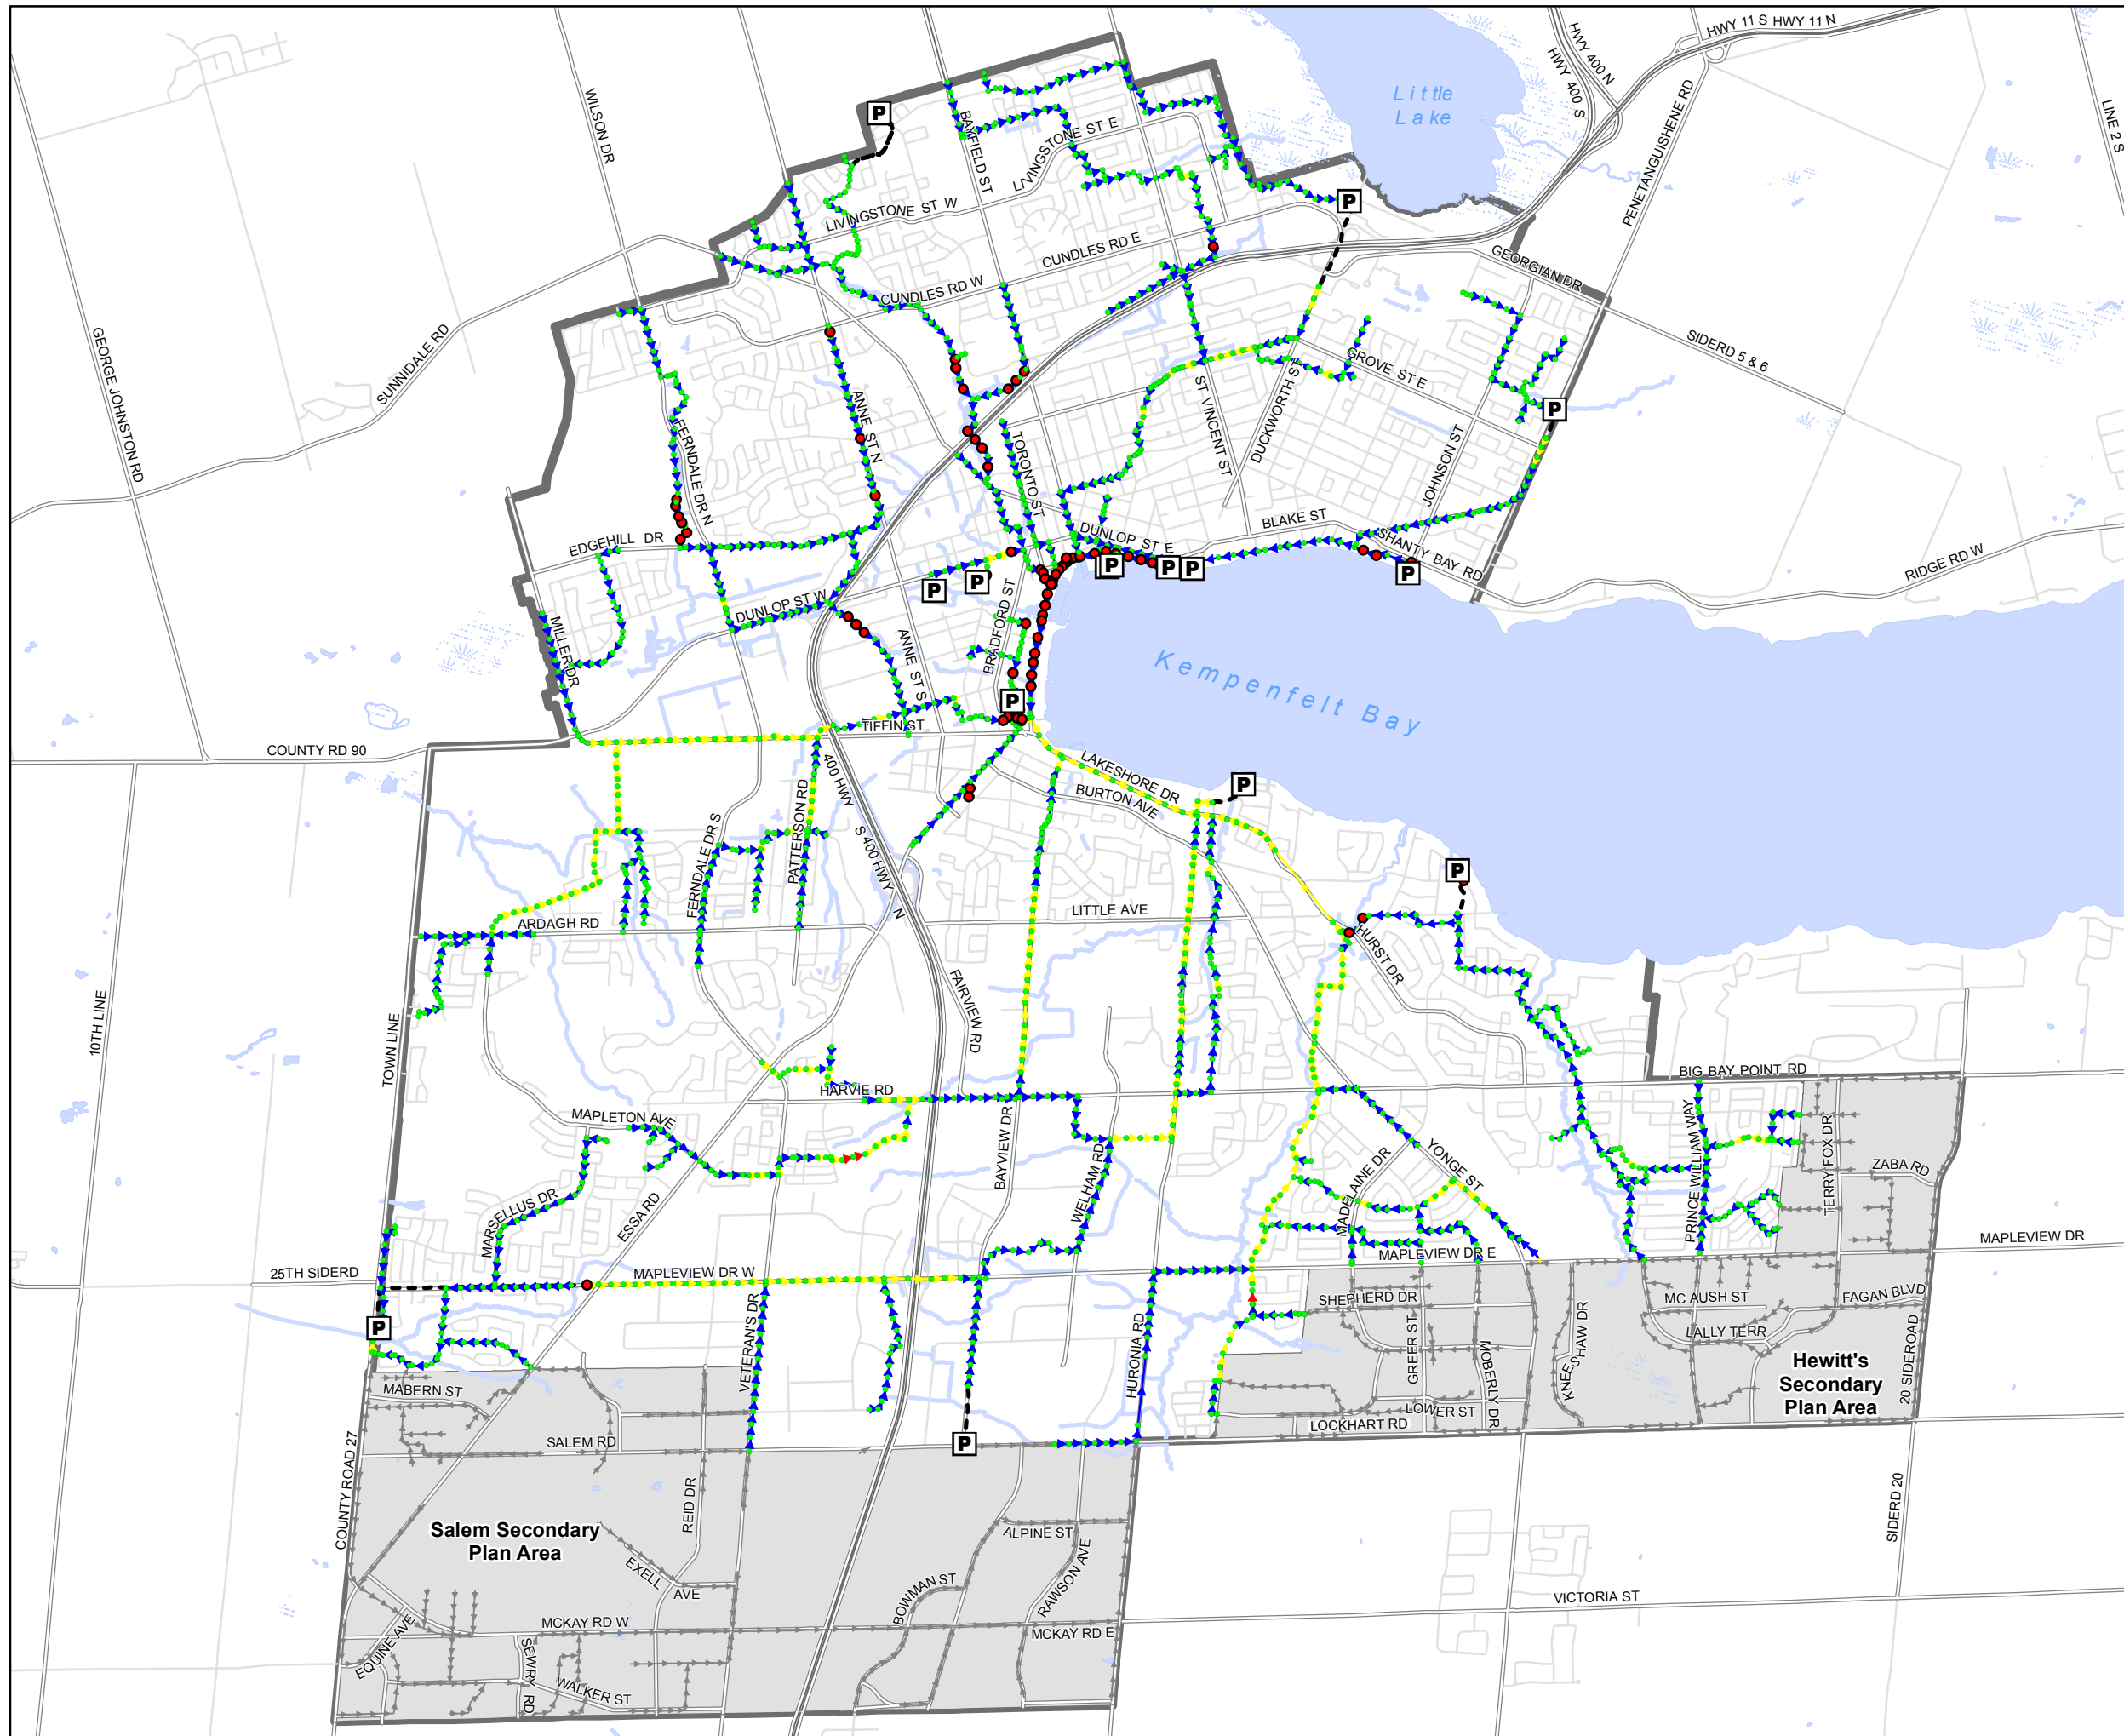 HWY 11 S HWY 11 N
HWY 400 N
HWY 400 S
LINE 2 S
Little
Lake
PENETANGUISHENE RD
WILSON DR
P
BAYFIELD ST
LIVINGSTONE ST E
P
LIVINGSTONE ST W
CUNDLES RD E
GEORGIAN DR
CUNDLES RD W
SUNNIDALE RD
GEORGE JOHNSTON RD
SIDERD 5 & 6
GROVE ST E
ST VINCENT ST
DUCKWORTH ST
ANNE ST N
FERNDALE DR N
TORONTO ST
JOHNSON ST
P
BLAKE ST
DUNLOP ST E
SHANTY BAY RD
EDGEHILL DR
RIDGE RD W
P
P
P
P
P
P
DUNLOP ST W
BRADFORD ST
MILLER DR
ANNE ST S
Kempenfelt Bay
P
TIFFIN ST
COUNTY RD 90
400 HWY
LAKESHORE DR
BURTON AVE
P
PATTERSON RD
FERNDALE DR S
S 400 HWY N
P
LITTLE AVE
ARDAGH RD
HURST DR
FAIRVIEW RD
10TH LINE
TOWN LINE
BIG BAY POINT RD
HARVIE RD
MAPLETON AVE
BAYVIEW DR
PRINCE WILLIAM WAY
TERRY FOX DR
YONGE ST
ZABA RD
WELHAM RD
MADELAINE DR
MARSELLUS DR
ESSA RD
MAPLEVIEW DR
MAPLEVIEW DR E
25TH SIDERD
MAPLEVIEW DR W
SHEPHERD DR
MC AUSH ST
FAGAN BLVD
P
LALLY TERR
VETERAN'S DR
HURONIA RD
GREER ST
MOBERLY DR
KNEESHAW DR
Hewitt's
Secondary
Plan Area
20 SIDEROAD
MABERN ST
LOWER ST
LOCKHART RD
SALEM RD
P
COUNTY ROAD 27
REID DR
SIDERD 20
Salem Secondary
Plan Area
ALPINE ST
EXELL AVE
RAWSON AVE
BOWMAN ST
VICTORIA ST
MCKAY RD W
MCKAY RD E
EQUINE AVE
SEWRY RD
WALKER ST